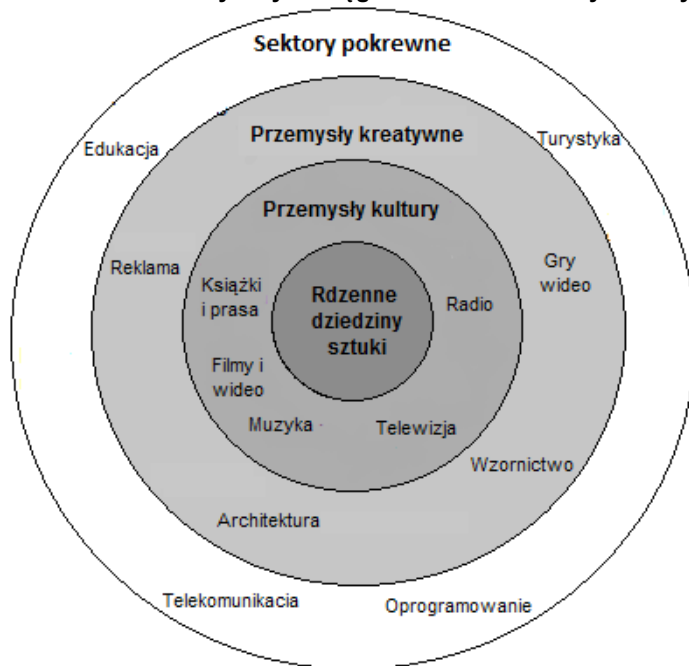 Sektory pokrewne
Edukacja
Turystyka
Przemysły kreatywne
Przemysły kultury
Reklama
Gry
wideo
Książki
i prasa
Rdzenne
dziedziny
sztuki
Radio
Filmy i
wideo
Muzyka
Telewizja
Wzornictwo
Architektura
Telekomunikacia
Oprogramowanie